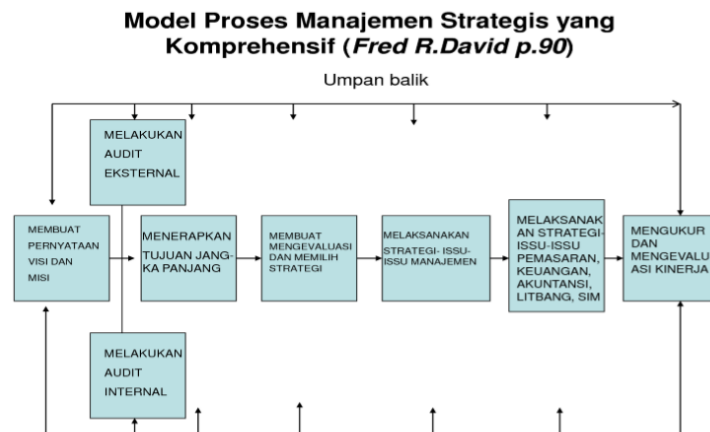 Model Proses Manajemen Strategis yang
Komprehensif (Fred R.David p.90)
Umpan balik
MELAKUKAN
AUDIT
EKSTERNAL
MEMBUAT
PERNYATAAN
VISI DAN
MISI
MENERAPKAN
TUJUAN JANG-
KA PANJANG
MEMBUAT
MENGEVALUASI
DAN MEMILIH
STRATEGI
MELAKSANAKAN
STRATEGI- ISSU-
ISSU MANAJEMEN
MELAKSANAK
AN STRATEGI-
ISSU-ISSU
PEMASARAN,
KEUANGAN,
AKUNTANSI,
LITBANG, SIM
MENGUKUR
DAN
MENGEVALU
ASI KINERJA
MELAKUKAN
AUDIT
INTERNAL